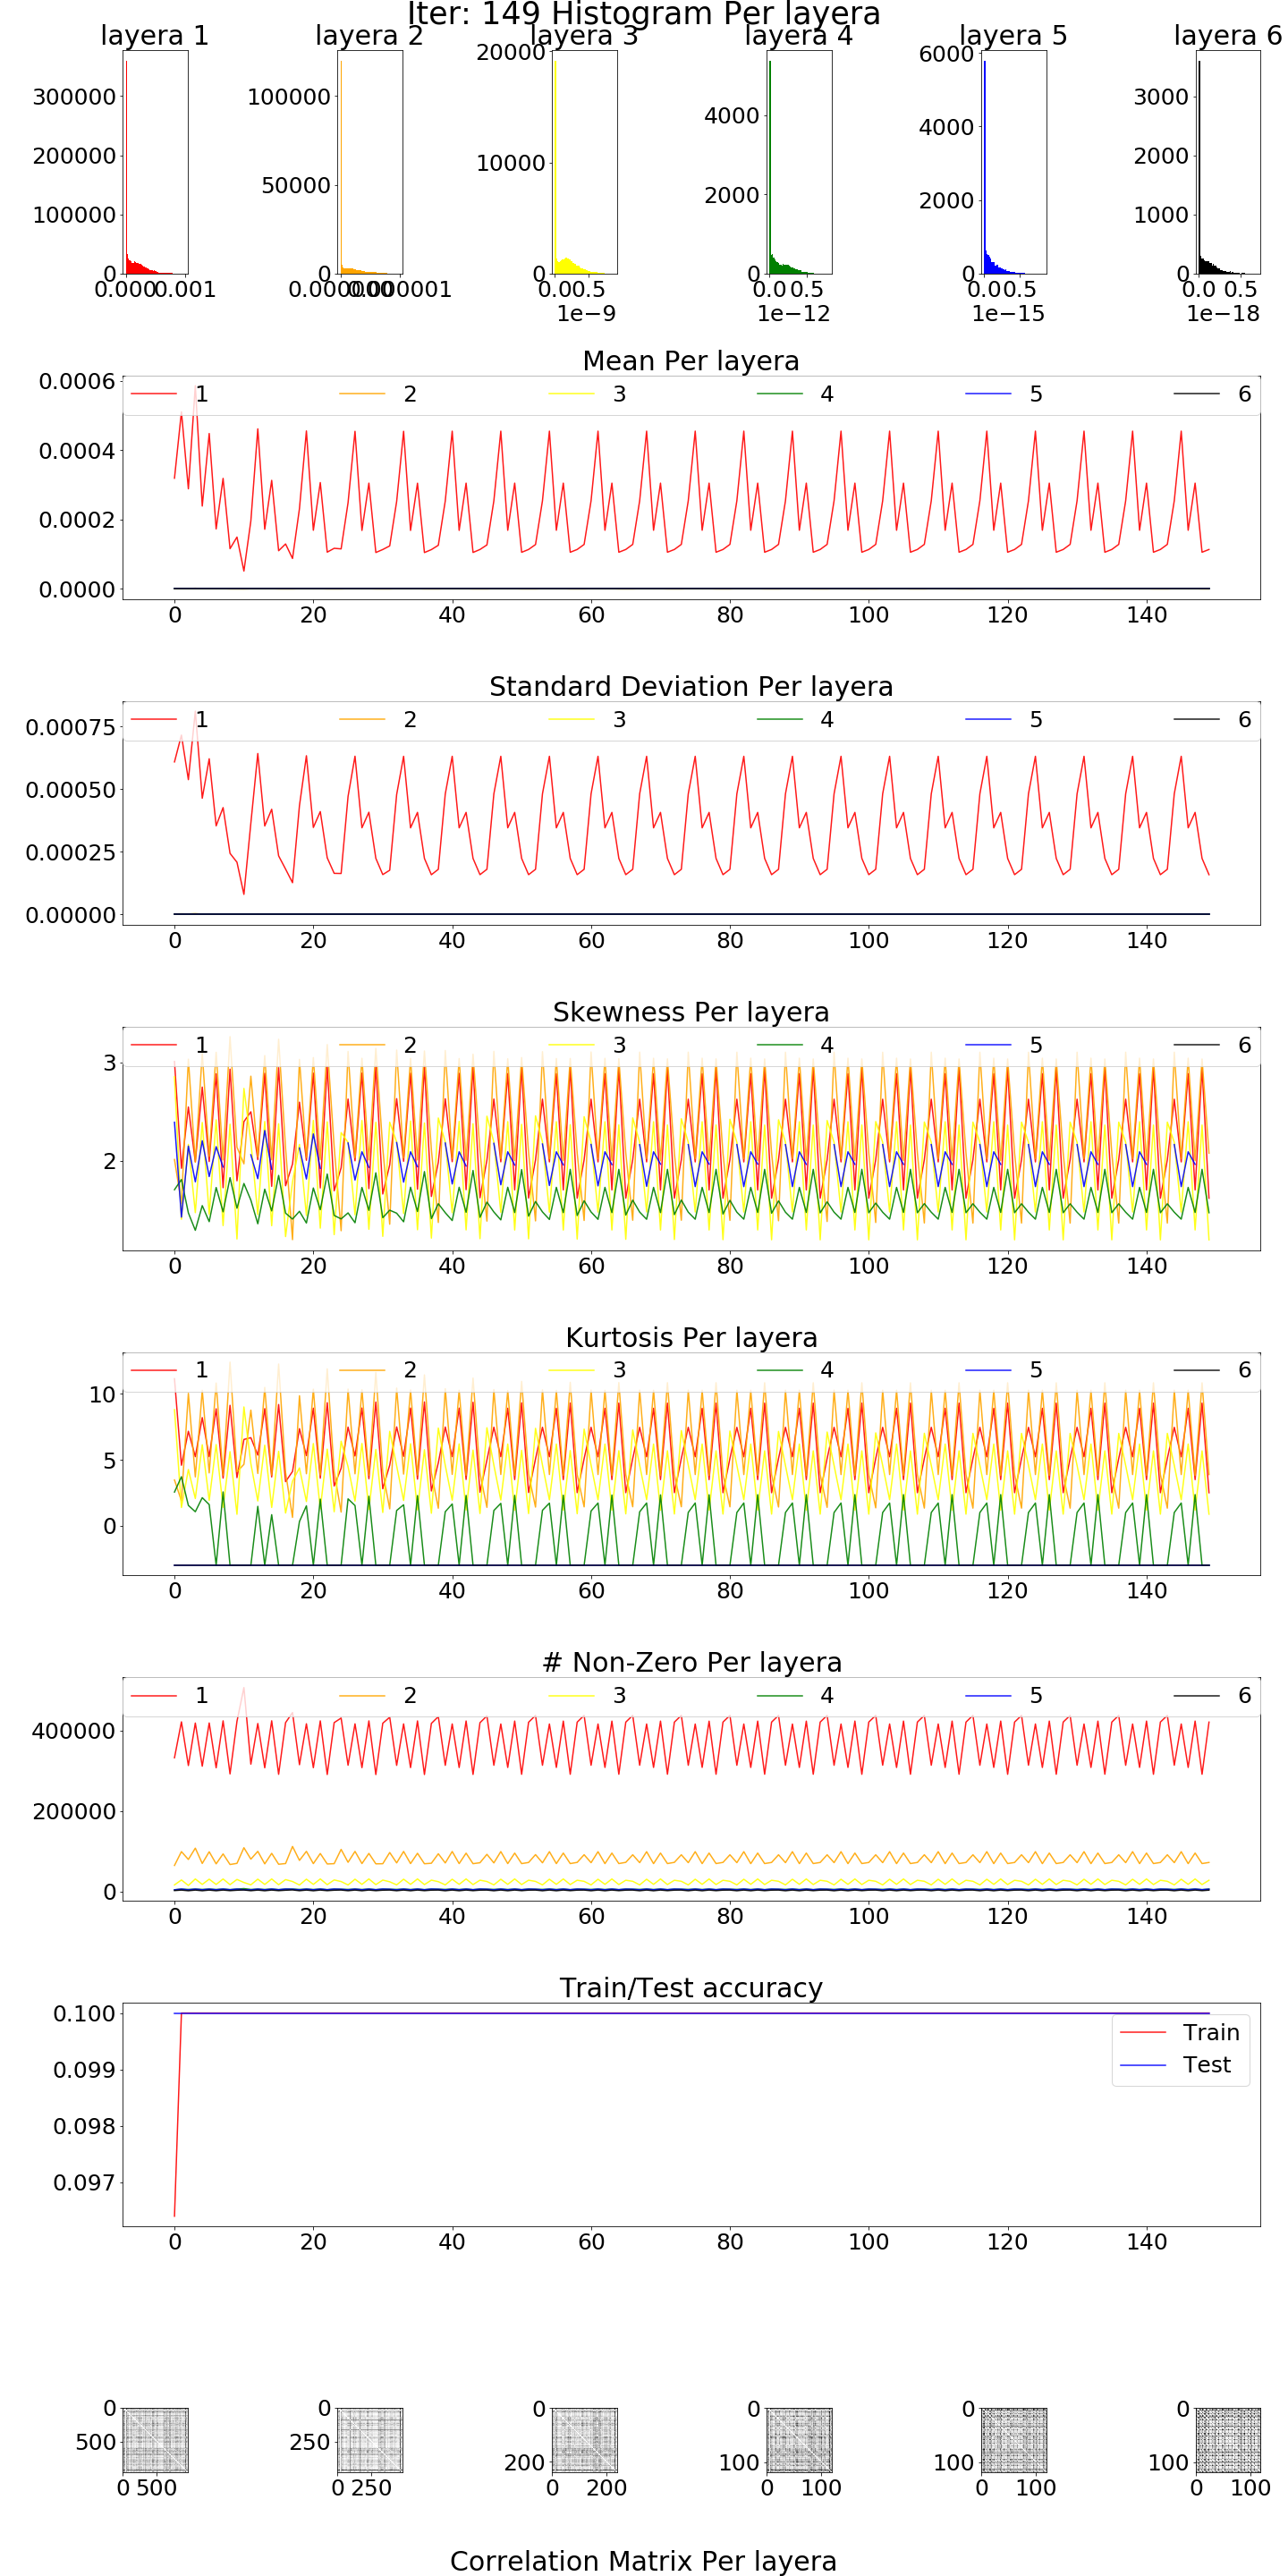 Iter: 149 Histogram Per layera
layera 1 layera 2 layera 3 layera 4 layera 5 layera 6
300000
200000
100000
0
0.000 0.001
100000
50000
0
0.000000 0.000001
20000
10000
0
0.00 0.5
1e−9
4000
2000
0
0.0 0.5
1e−12
6000
4000
2000
0
0.00 0.5
1e−15
3000
2000
1000
0
0.0 0.5
1e−18
Mean Per layera
1 2 3 4 5 6
0.0006
0.0004
0.0002
0.0000
0 20 40 60 80 100 120 140
Standard Deviation Per layera
1 2 3 4 5 6
0.00075
0.00050
0.00025
0.00000
0 20 40 60 80 100 120 140
Skewness Per layera
1 2 3 4 5 6
3
2
0 20 40 60 80 100 120 140
Kurtosis Per layera
1 2 3 4 5 6
10
5
0
0 20 40 60 80 100 120 140
# Non-Zero Per layera
1 2 3 4 5 6
400000
200000
0
0 20 40 60 80 100 120 140
Train/Test accuracy
0.100
0.099
0.098
0.097
Train
Test
0 20 40 60 80 100 120 140
0
500
0 500
0
250
0 250
0
200
0 200
0
100
0 100
0
100
0 100
0
100
0 100
Correlation Matrix Per layera